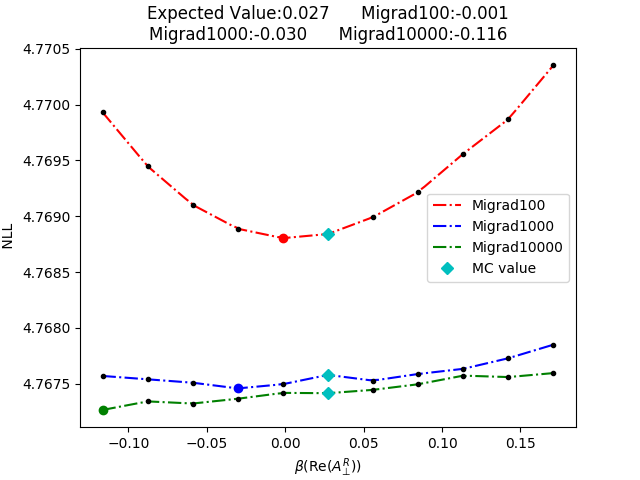 Expected Value:0.027 Migrad100:-0.001
Migrad1000:-0.030 Migrad10000:-0.116
4.7705
4.7700
4.7695
4.7690
4.7685
4.7680
4.7675
NLL
Migrad100
Migrad1000
Migrad10000
MC value
−0.10 −0.05 0.00 0.05 0.10 0.15
β(Re(A⊥ᴿ))